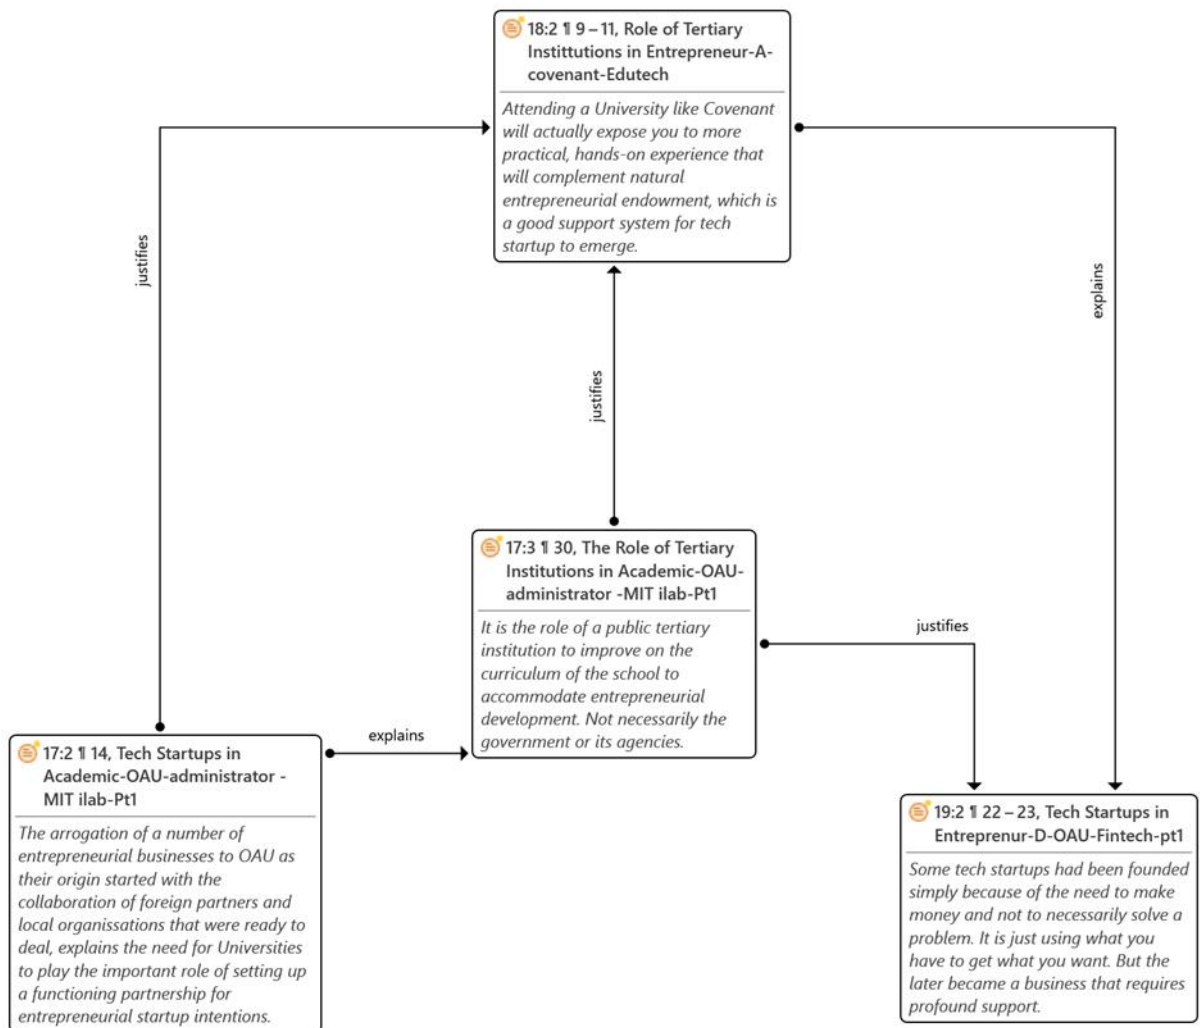 18:2 ¶ 9 – 11, Role of Tertiary
Instittutions in Entrepreneur-A-
covenant-Edutech
Attending a University like Covenant
will actually expose you to more
practical, hands-on experience that
will complement natural
entrepreneurial endowment, which is
a good support system for tech
startup to emerge.
justifies
justifies
explains
17:3 ¶ 30, The Role of Tertiary
Institutions in Academic-OAU-
administrator -MIT ilab-Pt1
It is the role of a public tertiary
institution to improve on the
curriculum of the school to
accommodate entrepreneurial
development. Not necessarily the
government or its agencies.
justifies
explains
17:2 ¶ 14, Tech Startups in
Academic-OAU-administrator -
MIT ilab-Pt1
The arrogation of a number of
entrepreneurial businesses to OAU as
their origin started with the
collaboration of foreign partners and
local organissations that were ready to
deal, explains the need for Universities
to play the important role of setting up
a functioning partnership for
entrepreneurial startup intentions.
19:2 ¶ 22 – 23, Tech Startups in
Entreprenur-D-OAU-Fintech-pt1
Some tech startups had been founded
simply because of the need to make
money and not to necessarily solve a
problem. It is just using what you
have to get what you want. But the
later became a business that requires
profound support.